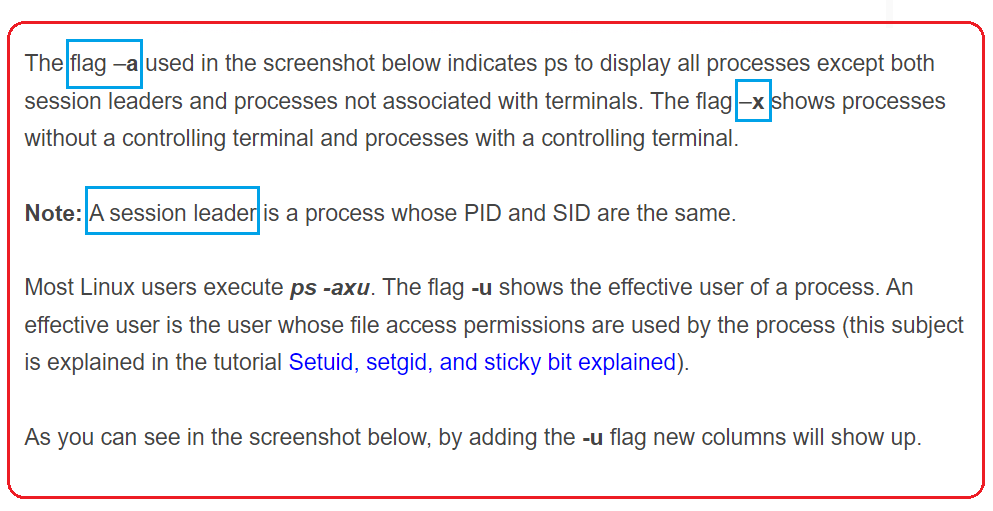 The flag –a used in the screenshot below indicates ps to display all processes except both
session leaders and processes not associated with terminals. The flag –x shows processes
without a controlling terminal and processes with a controlling terminal.
Note: A session leader is a process whose PID and SID are the same.
Most Linux users execute ps -axu. The flag -u shows the effective user of a process. An
effective user is the user whose file access permissions are used by the process (this subject
is explained in the tutorial Setuid, setgid, and sticky bit explained).
As you can see in the screenshot below, by adding the -u flag new columns will show up.